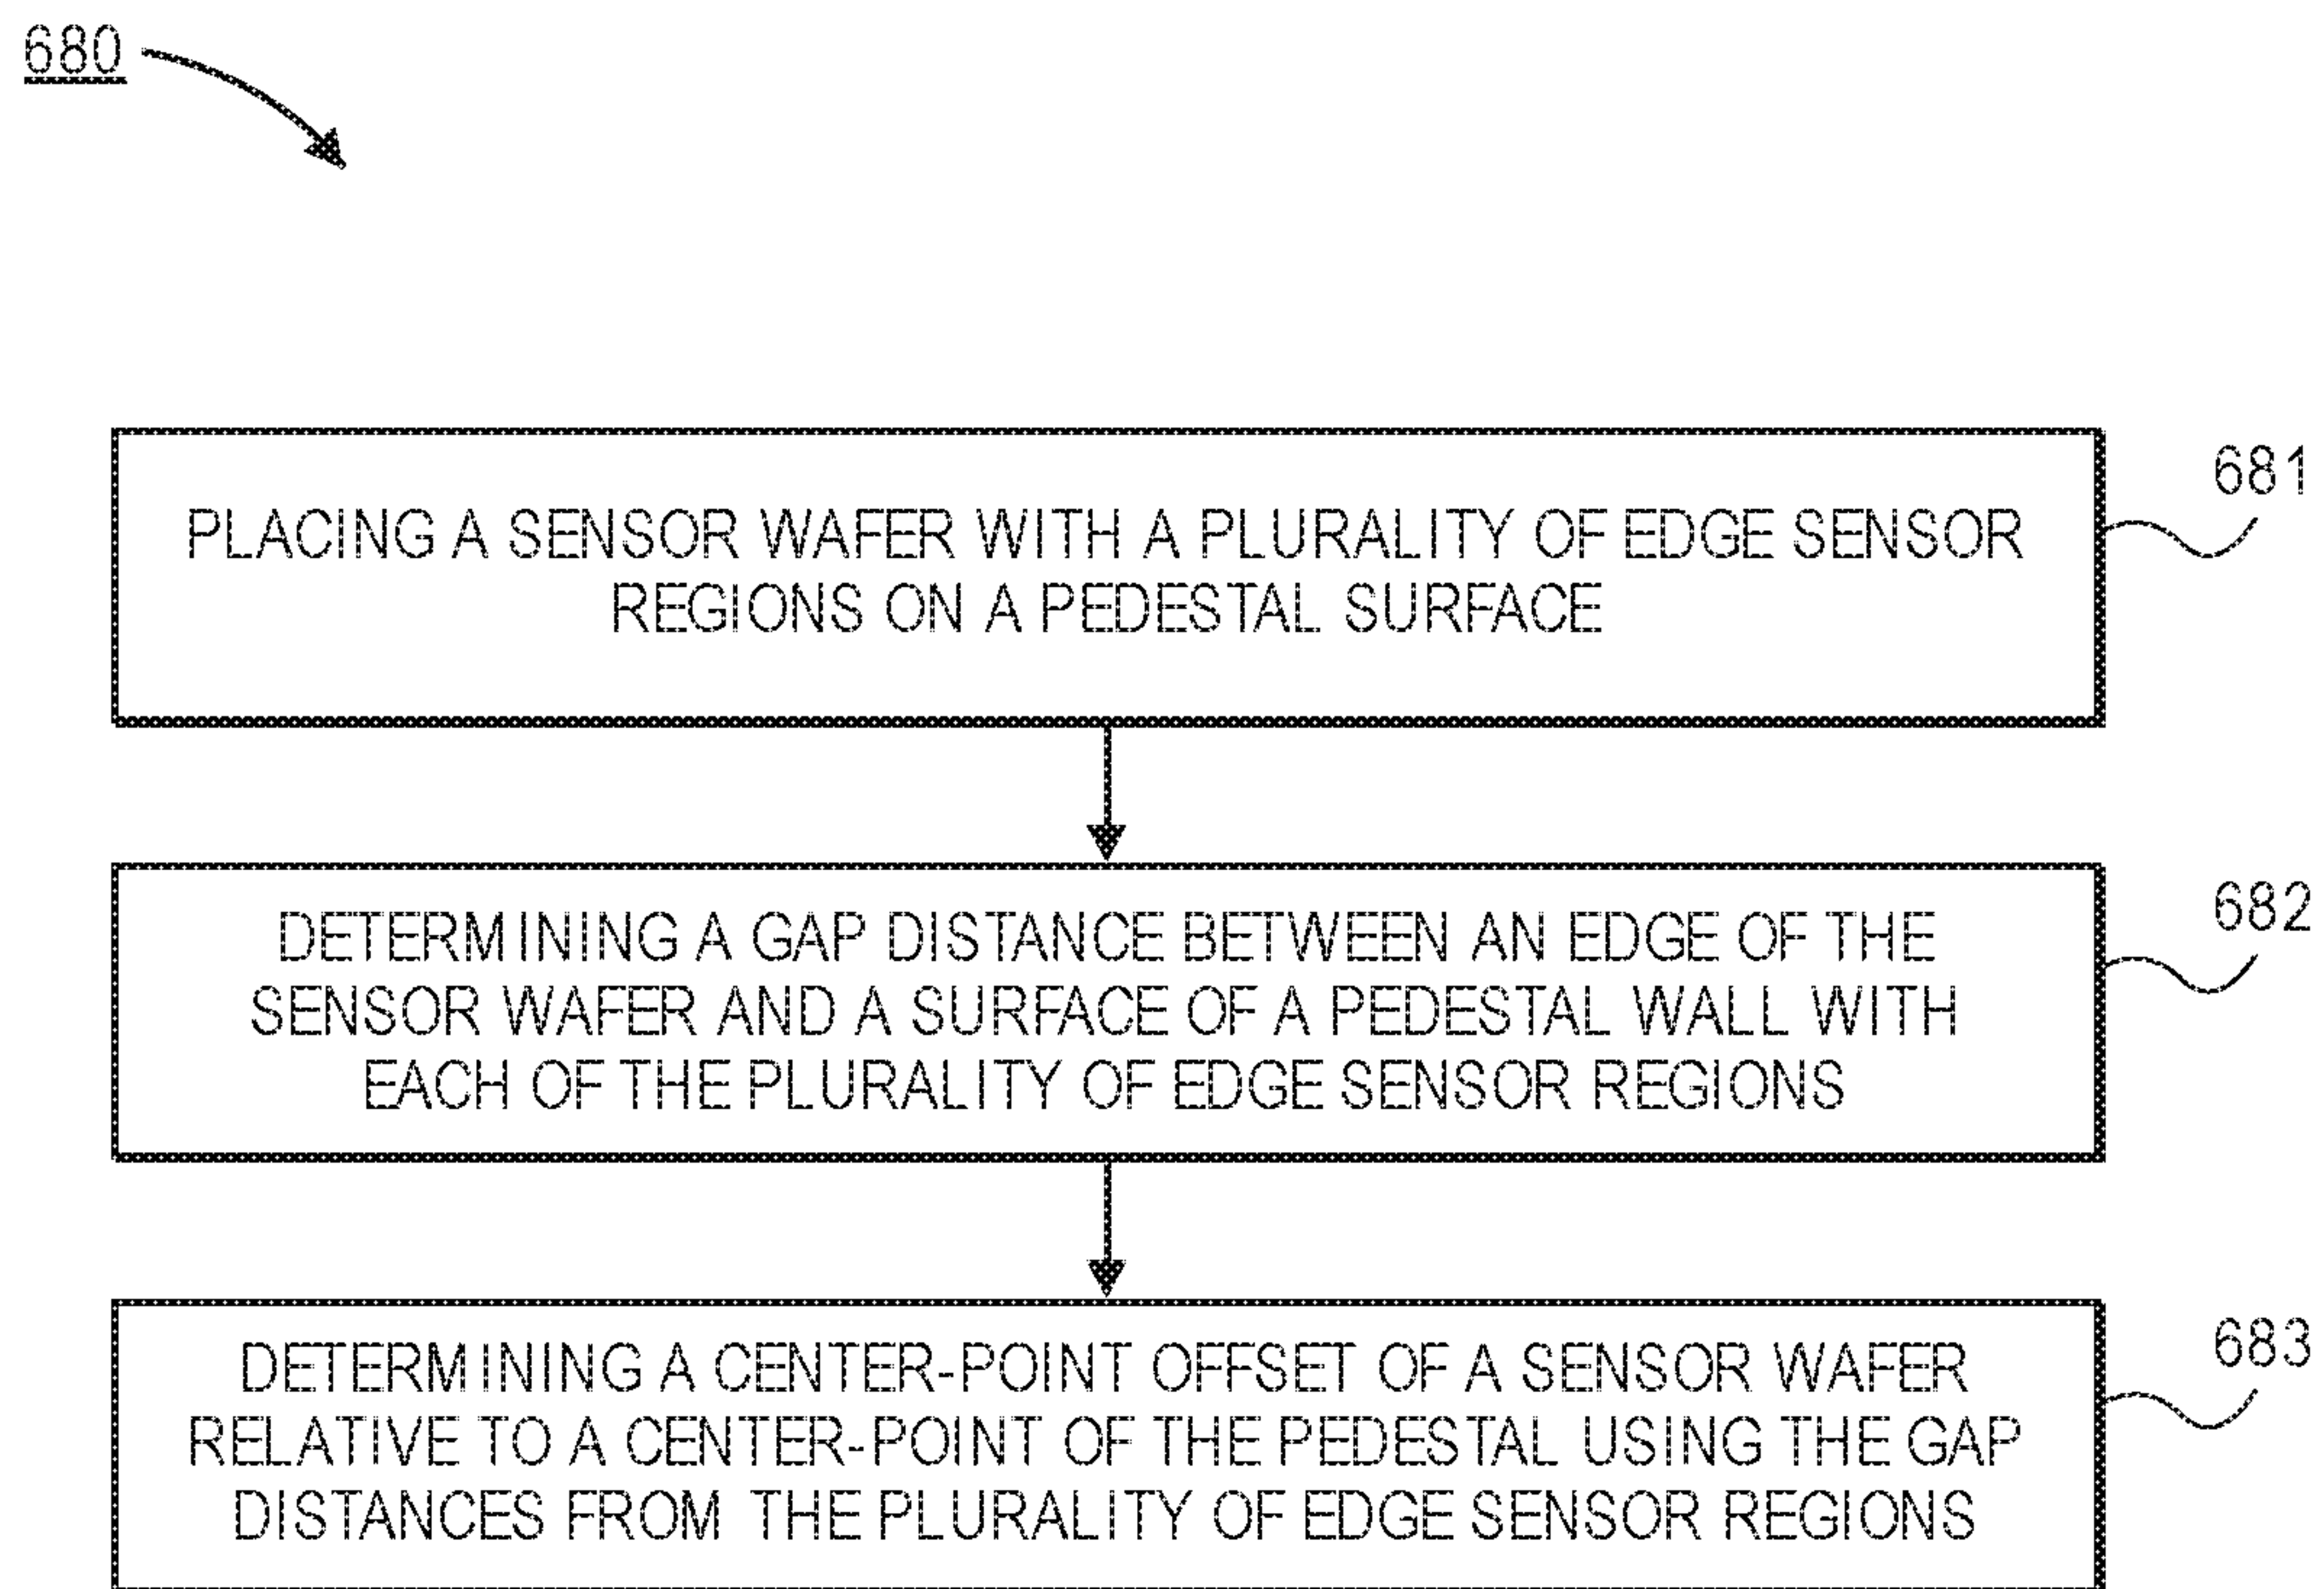 680
681
PLACING A SENSOR WAFER WITH A PLURALITY OF EDGE SENSOR
REGIONS ON A PEDESTAL SURFACE
682
DETERMINING A GAP DISTANCE BETWEEN AN EDGE OF THE
SENSOR WAFER AND A SURFACE OF A PEDESTAL WALL WITH
EACH OF THE PLURALITY OF EDGE SENSOR REGIONS
683
DETERMINING A CENTER-POINT OFFSET OF A SENSOR WAFER
RELATIVE TO A CENTER-POINT OF THE PEDESTAL USING THE GAP
DISTANCES FROM THE PLURALITY OF EDGE SENSOR REGIONS